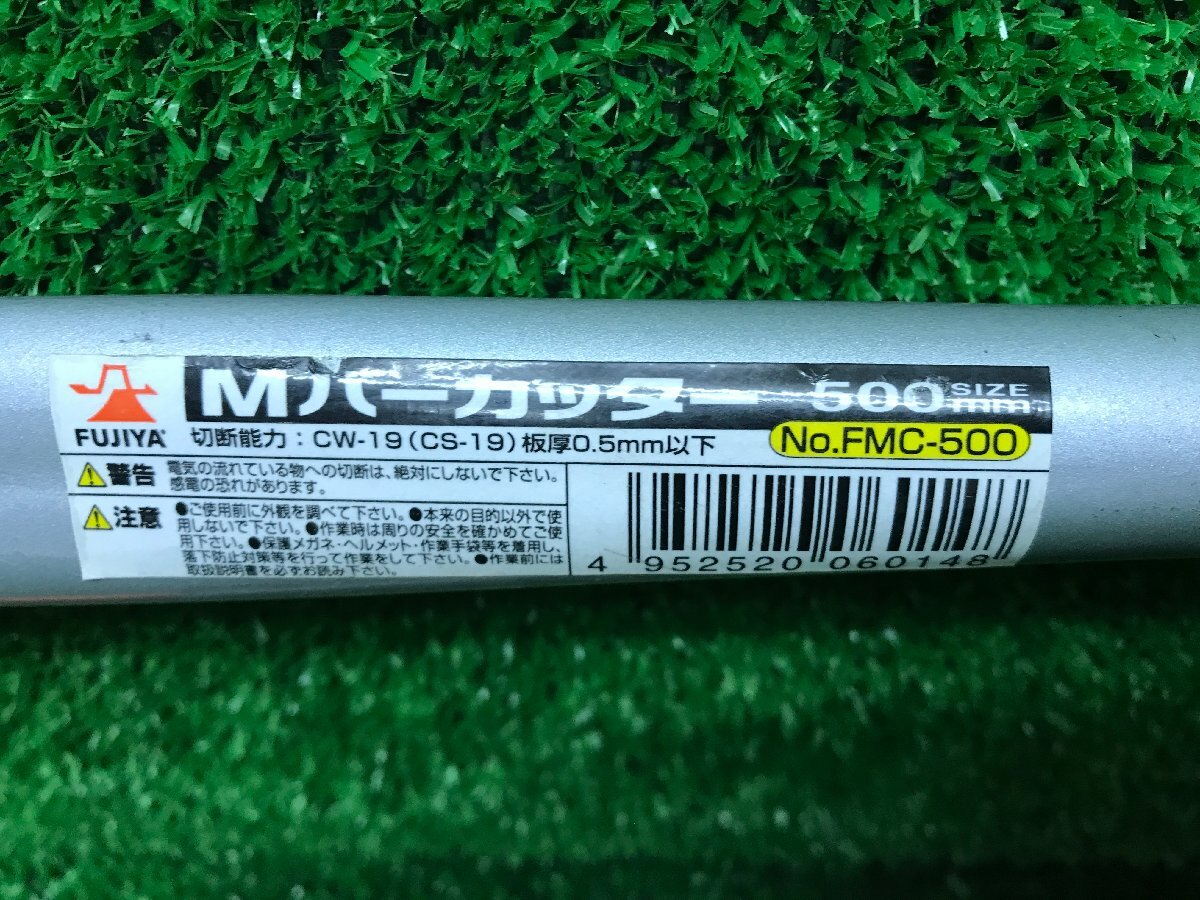 Mバーカッター 500mm SIZE
FUJIYA®
切断能力：CW-19（CS-19）板厚0.5mm以下
No.FMC-500
警告
電気の流れている物への切断は、絶対にしないで下さい。
感電の恐れがあります。
注意
●ご使用前に外観を調べて下さい。●本来の目的以外で使
用しないで下さい。●作業時は周りの安全を確かめてご使
用下さい。●保護メガネ・ヘルメット・作業手袋等を着用し、
落下防止対策等を行って作業をして下さい。●作業前には
取扱説明書を必ずお読み下さい。
4 952520 060148